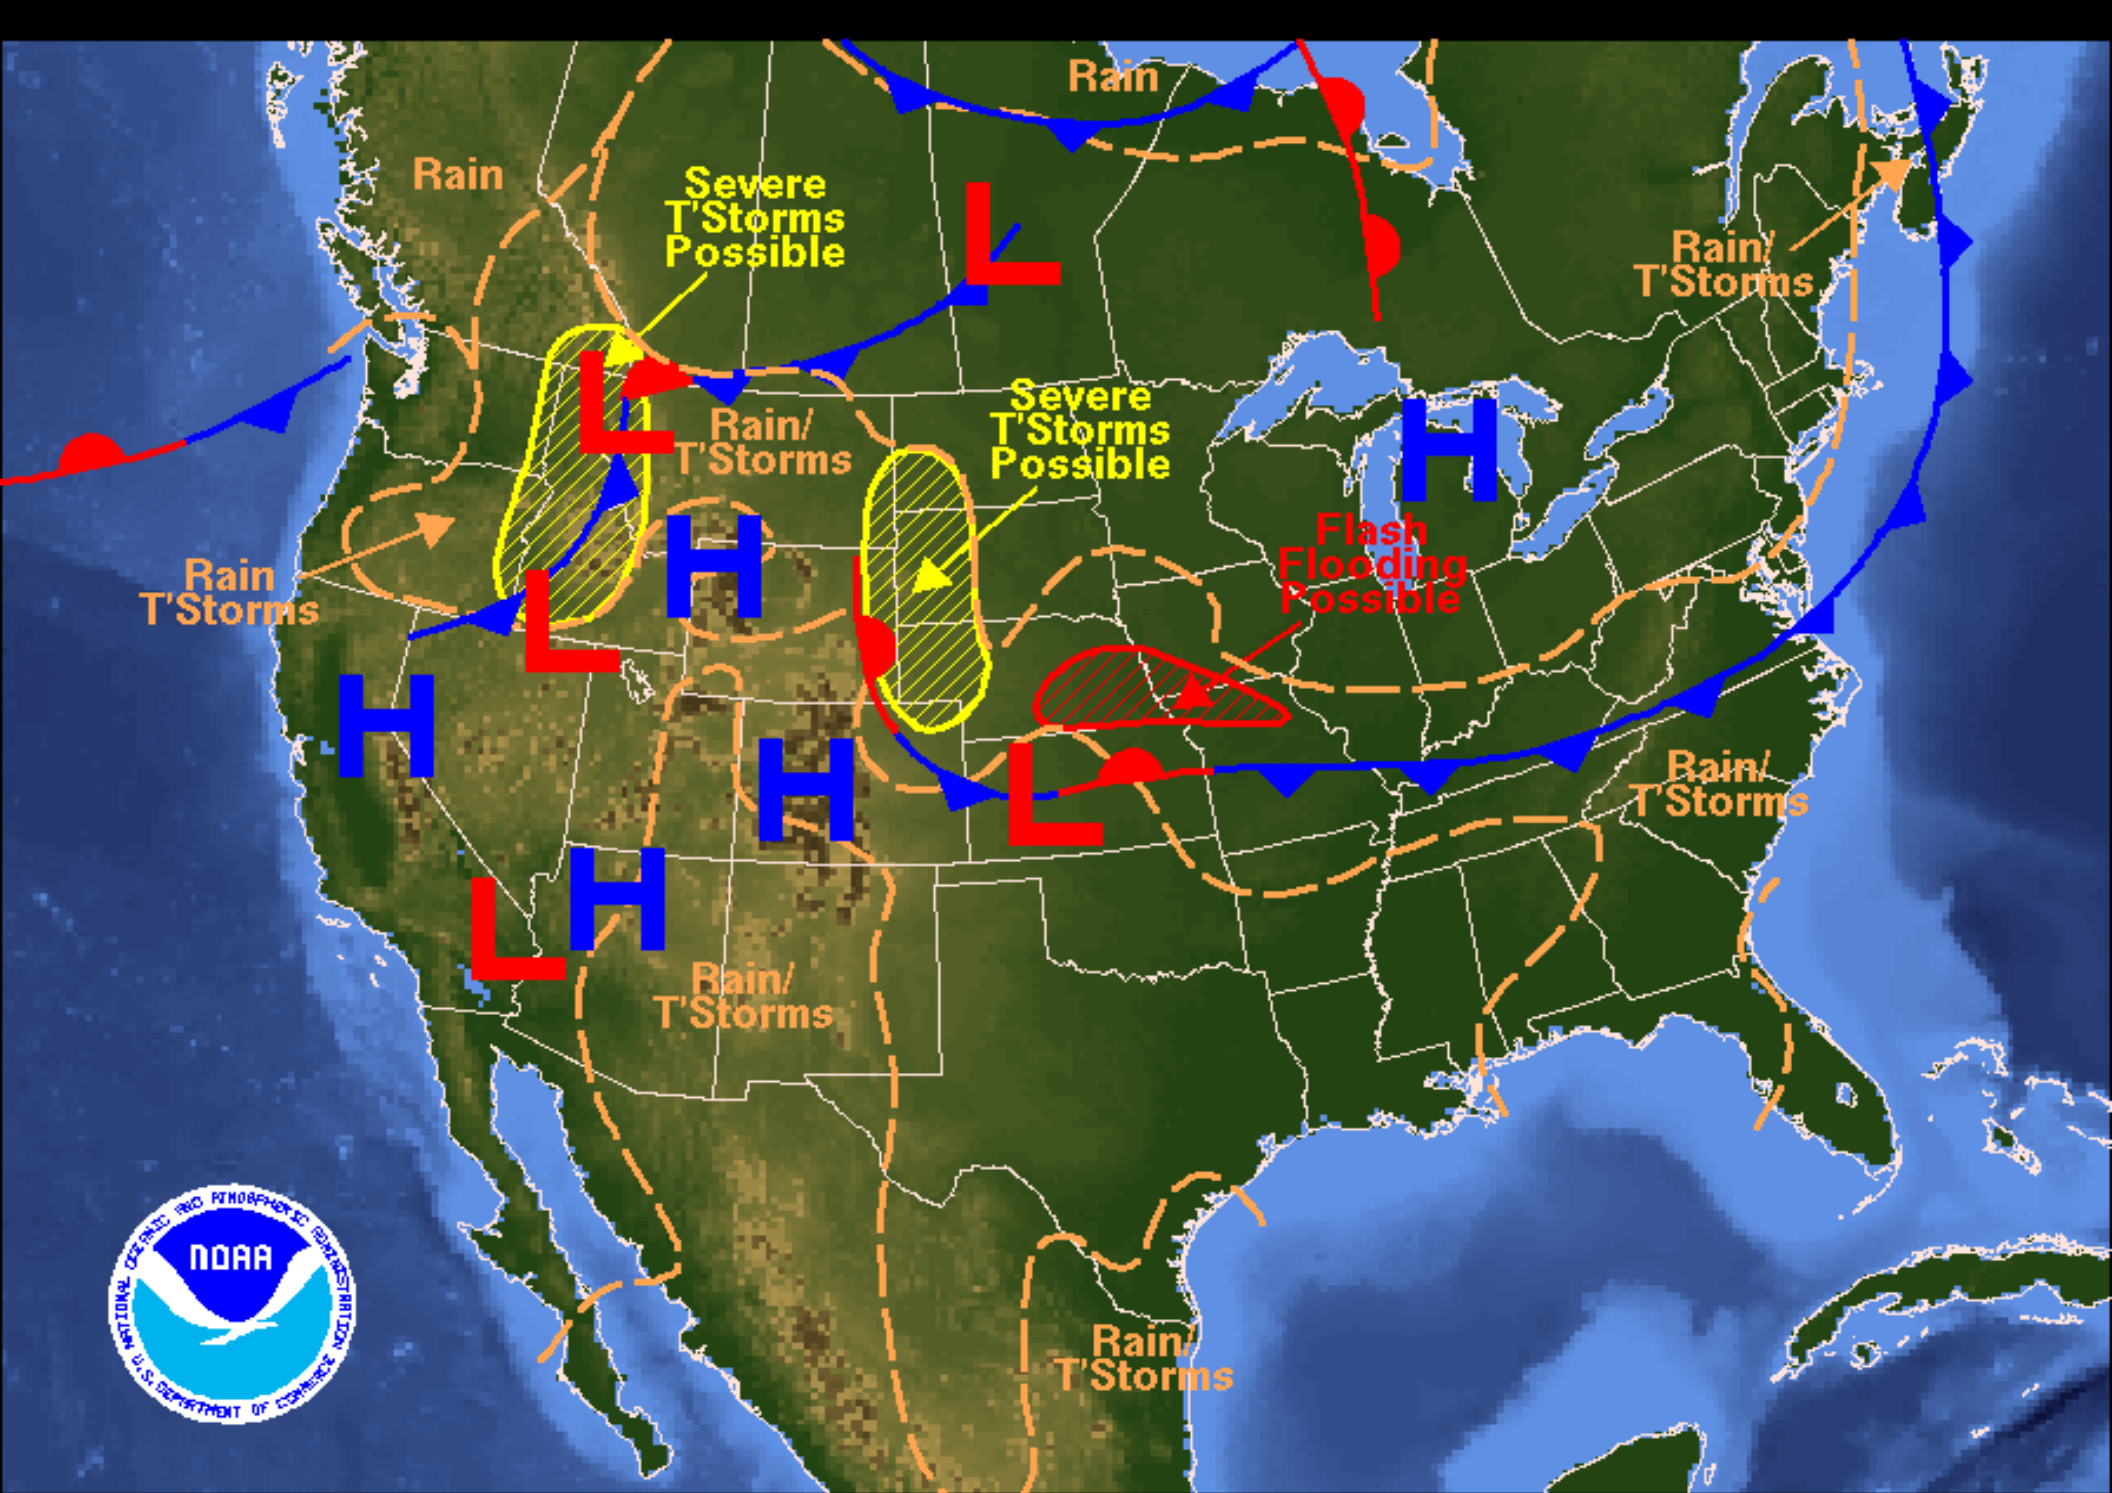 Rain
Rain
Severe
T'Storms
Possible
L
Rain/
T'Storms
L
Severe
T'Storms
Possible
Rain/
T'Storms
H
H
Flash
Flooding
Possible
Rain
T'Storms
L
H
H
L
Rain/
T'Storms
H
L
Rain/
T'Storms
Rain/
T'Storms
NATIONAL OCEANIC AND ATMOSPHERIC ADMINISTRATION
NOAA
U.S. DEPARTMENT OF COMMERCE